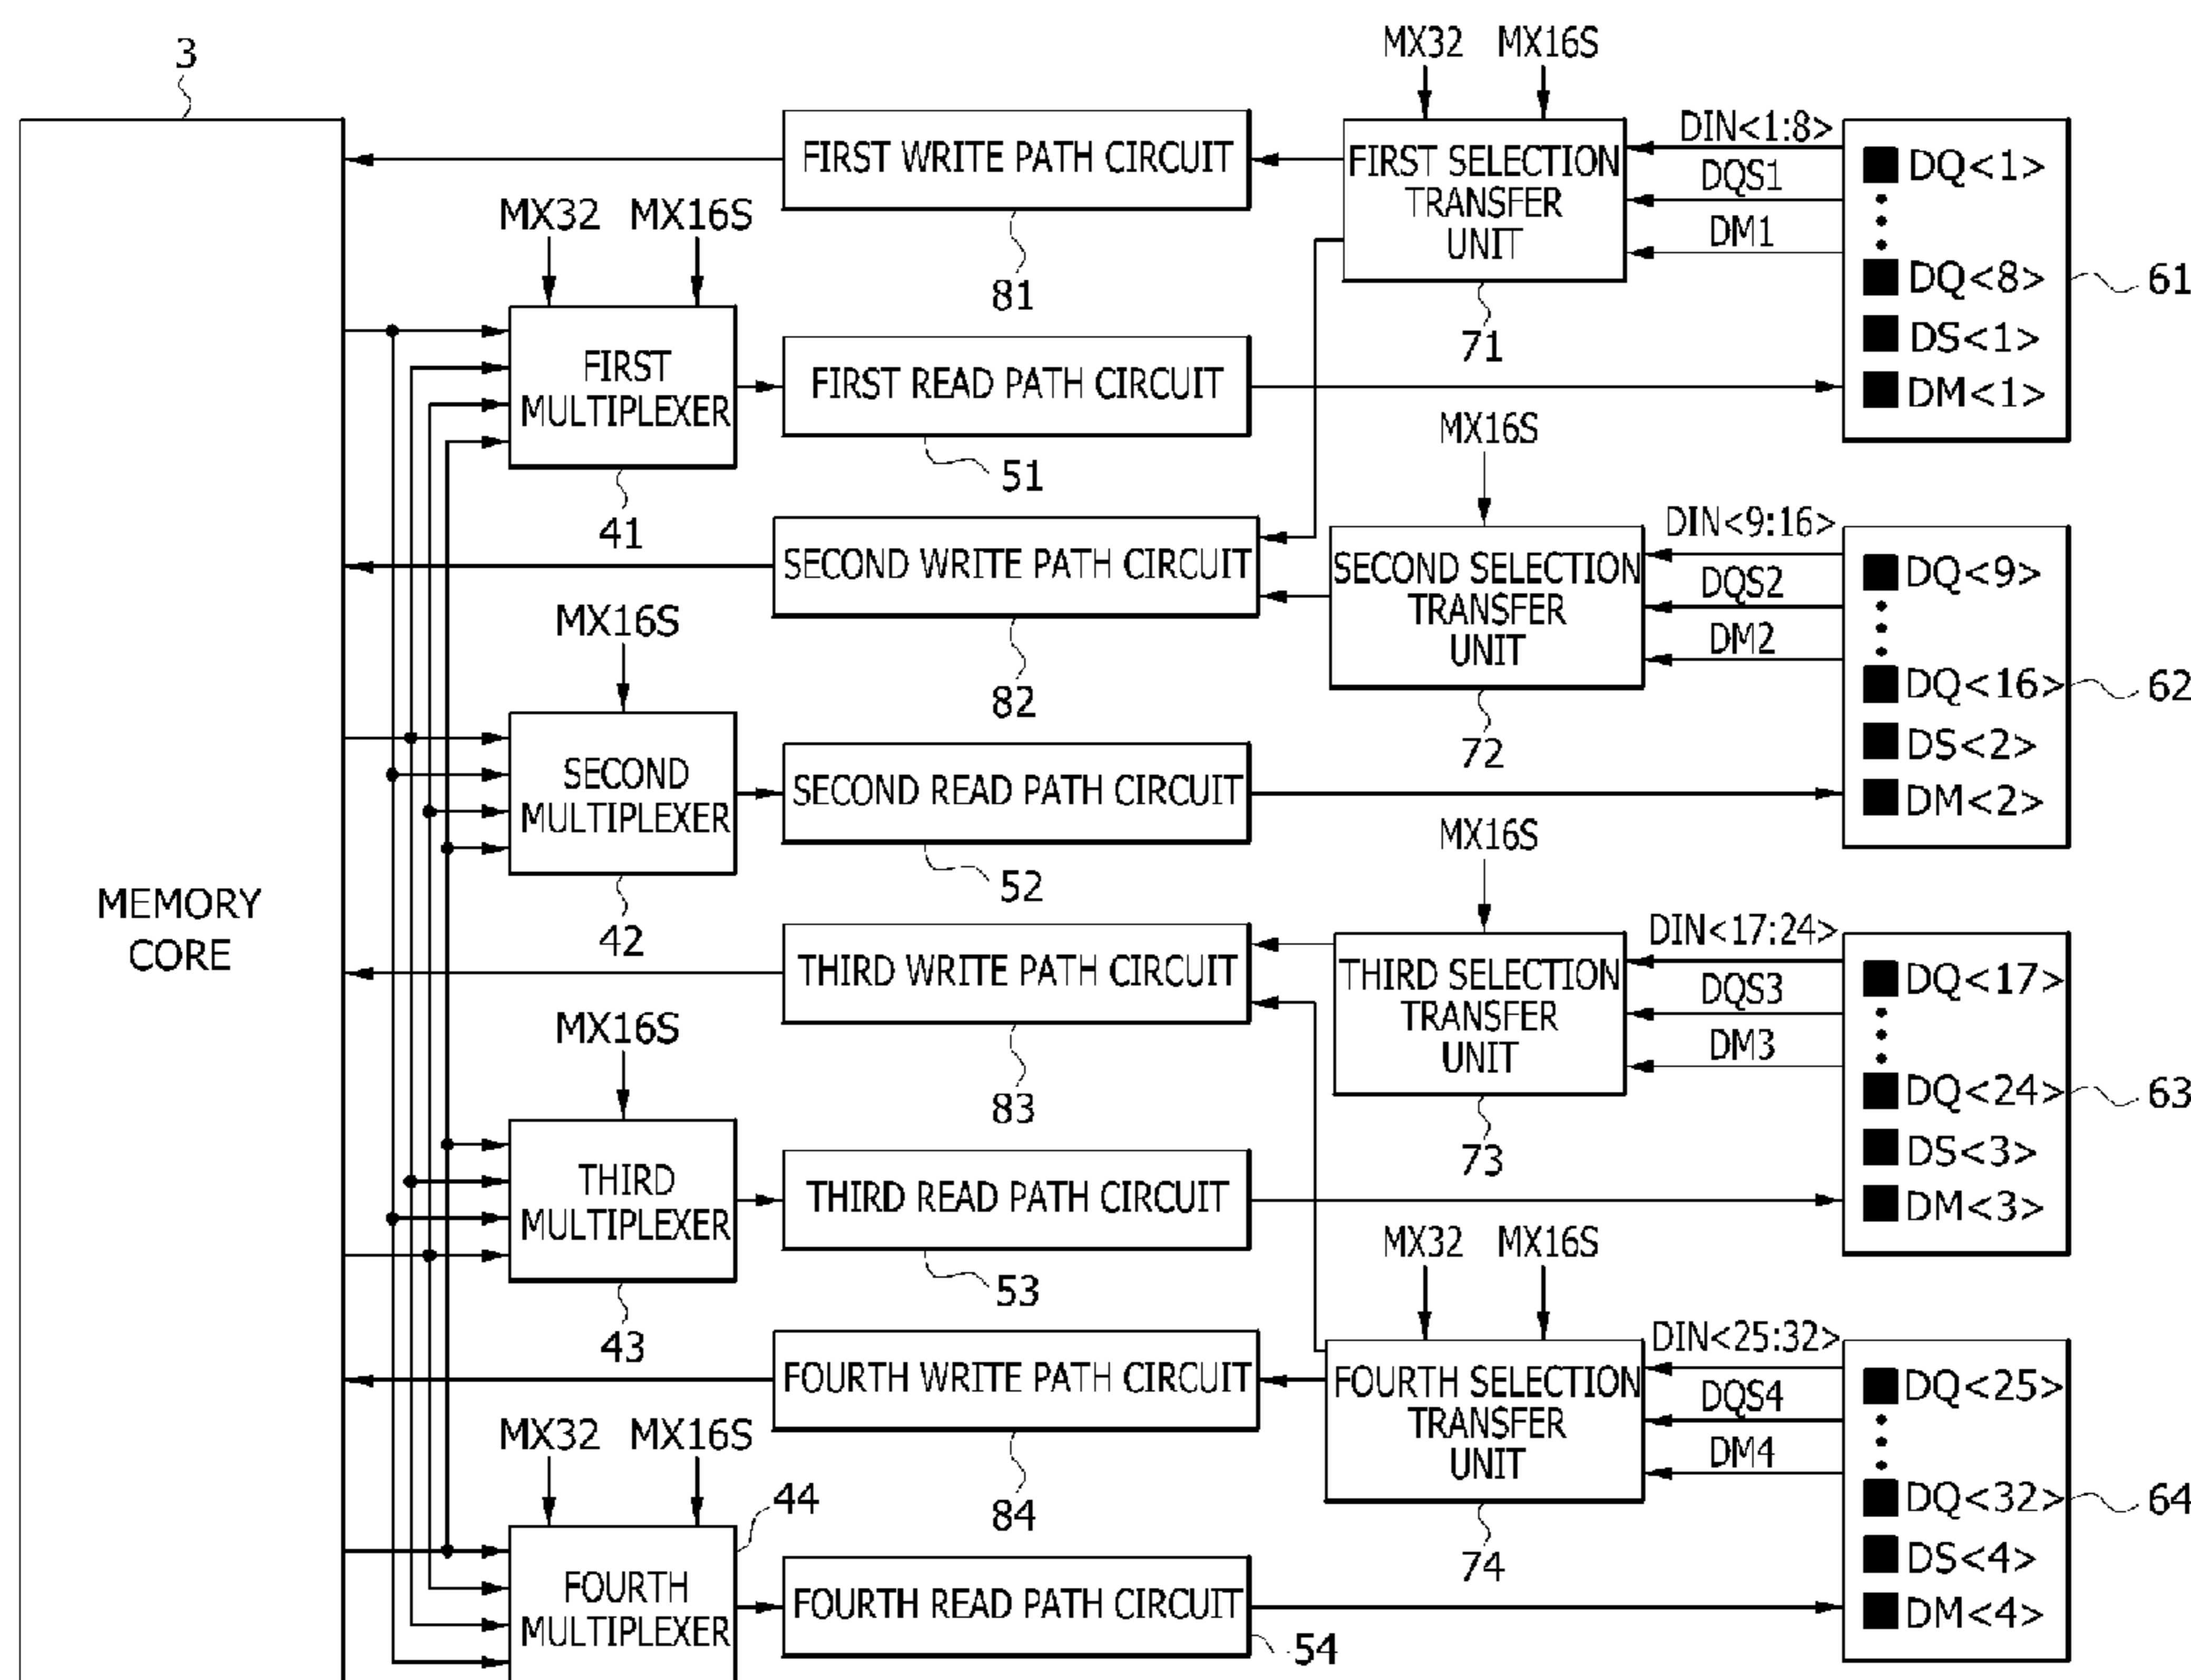 3
MEMORY
CORE
MX32 MX16S
FIRST
MULTIPLEXER
41
MX16S
SECOND
MULTIPLEXER
42
MX16S
THIRD
MULTIPLEXER
43
MX32 MX16S
44
FOURTH
MULTIPLEXER
FIRST WRITE PATH CIRCUIT
81
FIRST READ PATH CIRCUIT
51
SECOND WRITE PATH CIRCUIT
82
SECOND READ PATH CIRCUIT
52
THIRD WRITE PATH CIRCUIT
83
THIRD READ PATH CIRCUIT
53
FOURTH WRITE PATH CIRCUIT
84
FOURTH READ PATH CIRCUIT
54
MX32 MX16S
FIRST SELECTION
TRANSFER
UNIT
71
MX16S
SECOND SELECTION
TRANSFER
UNIT
72
MX16S
THIRD SELECTION
TRANSFER
UNIT
73
MX32 MX16S
FOURTH SELECTION
TRANSFER
UNIT
74
DIN<1:8>
DQS1
DM1
DQ<1>
DQ<8>
DS<1>
DM<1>
61
DIN<9:16>
DQS2
DM2
DQ<9>
DQ<16>
DS<2>
DM<2>
62
DIN<17:24>
DQS3
DM3
DQ<17>
DQ<24>
DS<3>
DM<3>
63
DIN<25:32>
DQS4
DM4
DQ<25>
DQ<32>
DS<4>
DM<4>
64